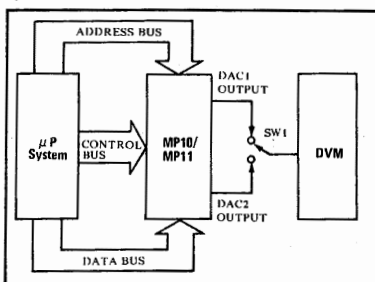 ADDRESS BUS
DAC1
OUTPUT
μP
System
CONTROL
BUS
MP10/
MP11
SW1
DVM
DAC2
OUTPUT
DATA BUS